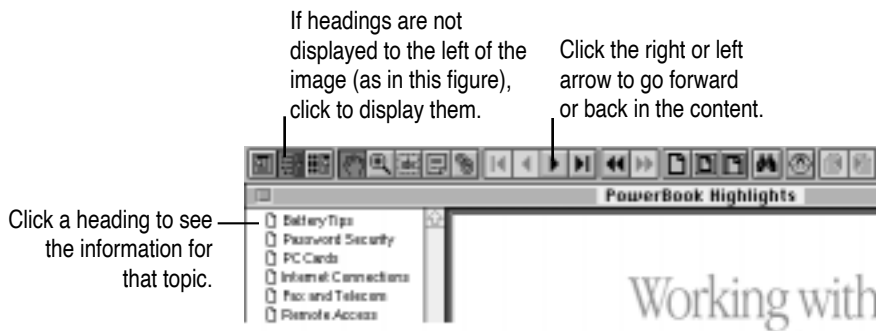 If headings are not
displayed to the left of the
image (as in this figure),
click to display them.
Click the right or left
arrow to go forward
or back in the content.
PowerBook Highlights
Click a heading to see
the information for
that topic.
Battery Tips
Password Security
PC Cards
Internet Connections
Fax and Telecom
Remote Access
Working with